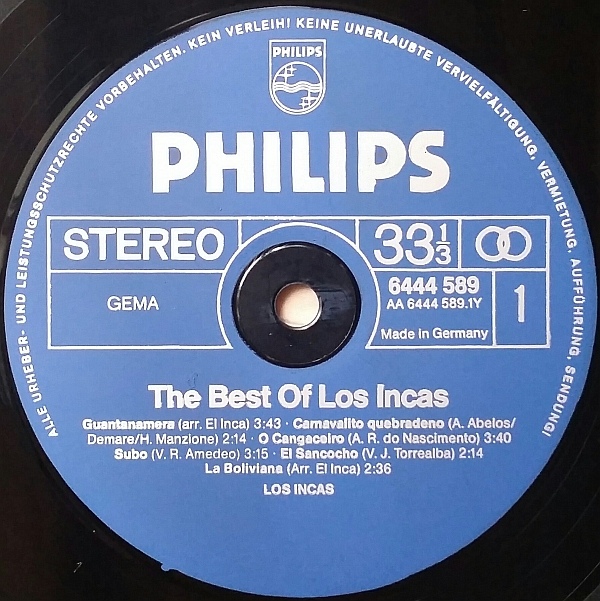 ALLE URHEBER- UND LEISTUNGSSCHUTZRECHTE VORBEHALTEN. KEIN VERLEIH! KEINE UNERLAUBTE VERVIELFÄLTIGUNG, VERMIETUNG, AUFFÜHRUNG, SENDUNG!
PHILIPS
PHILIPS
STEREO
33 1/3
GEMA
6444 589
AA 6444 589.1Y
Made in Germany
1
The Best Of Los Incas
Guantanamera (arr. El Inca) 3:43 · Carnavalito quebradeno (A. Abelos/
Demare/H. Manzione) 2:14 · O Cangaceiro (A. R. do Nascimento) 3:40
Subo (V. R. Amedeo) 3:15 · El Sancocho (V. J. Torrealba) 2:14
La Boliviana (Arr. El Inca) 2:36
LOS INCAS